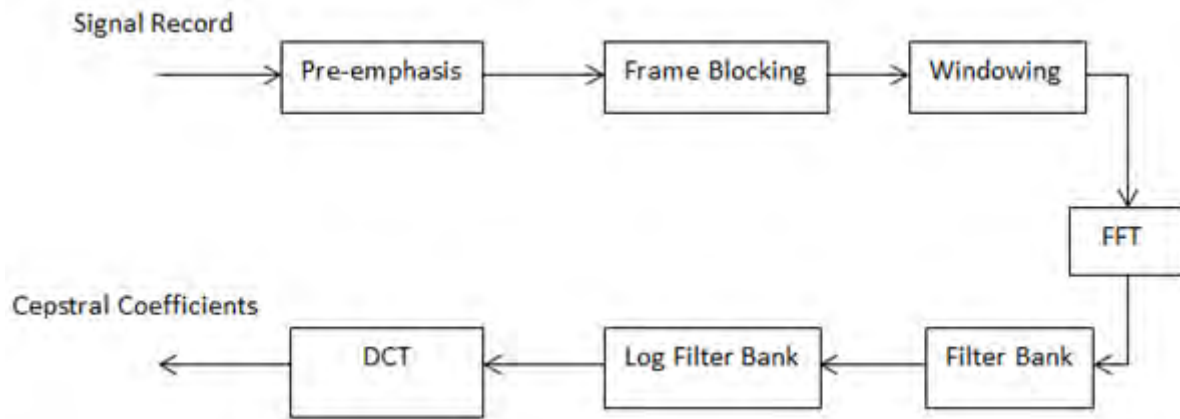 Signal Record
Pre-emphasis
Frame Blocking
Windowing
FFT
Filter Bank
Log Filter Bank
DCT
Cepstral Coefficients